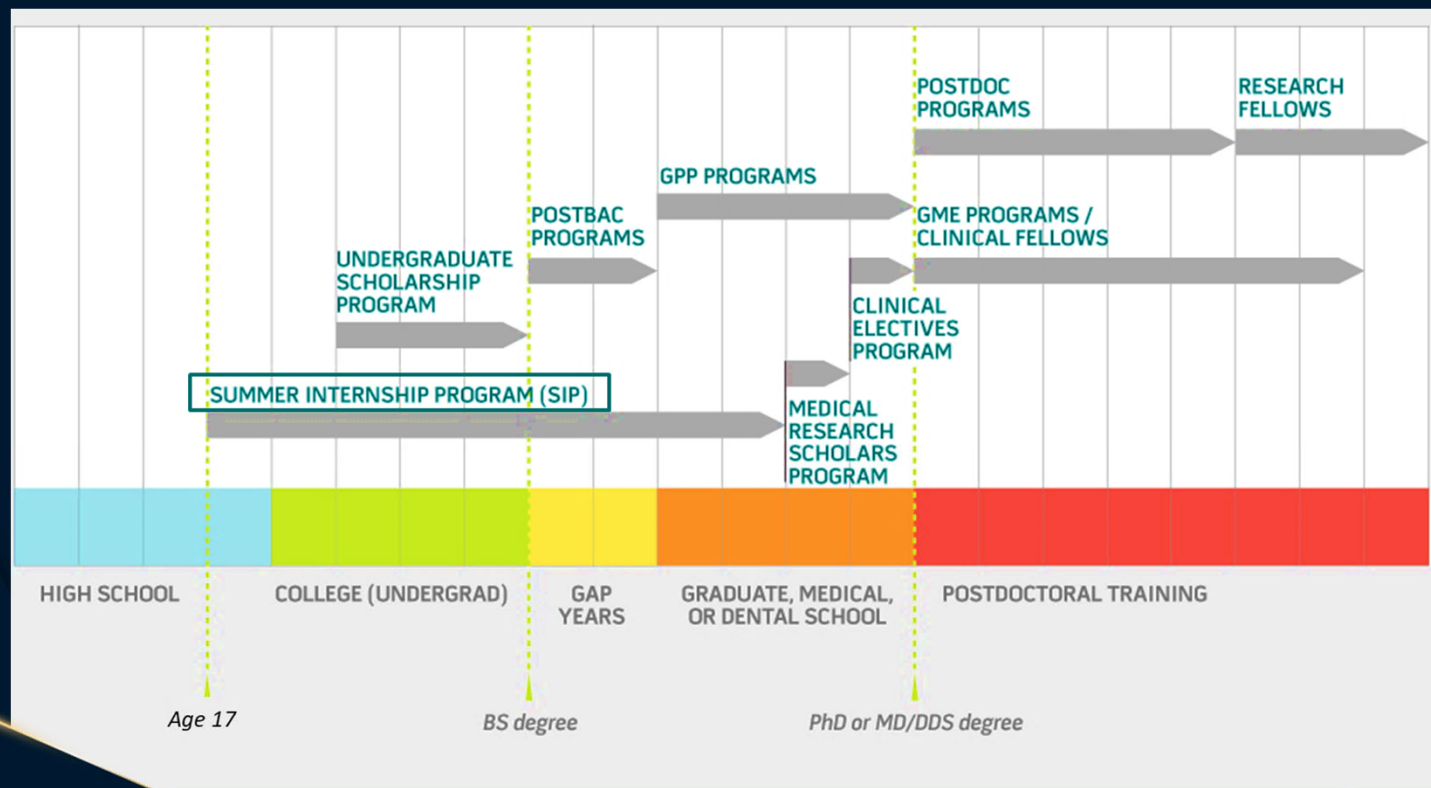 POSTDOC
PROGRAMS
RESEARCH
FELLOWS
GPP PROGRAMS
POSTBAC
PROGRAMS
GME PROGRAMS /
CLINICAL FELLOWS
UNDERGRADUATE
SCHOLARSHIP
PROGRAM
CLINICAL
ELECTIVES
PROGRAM
SUMMER INTERNSHIP PROGRAM (SIP)
MEDICAL
RESEARCH
SCHOLARS
PROGRAM
HIGH SCHOOL
COLLEGE (UNDERGRAD)
GAP
YEARS
GRADUATE, MEDICAL,
OR DENTAL SCHOOL
POSTDOCTORAL TRAINING
Age 17
BS degree
PhD or MD/DDS degree